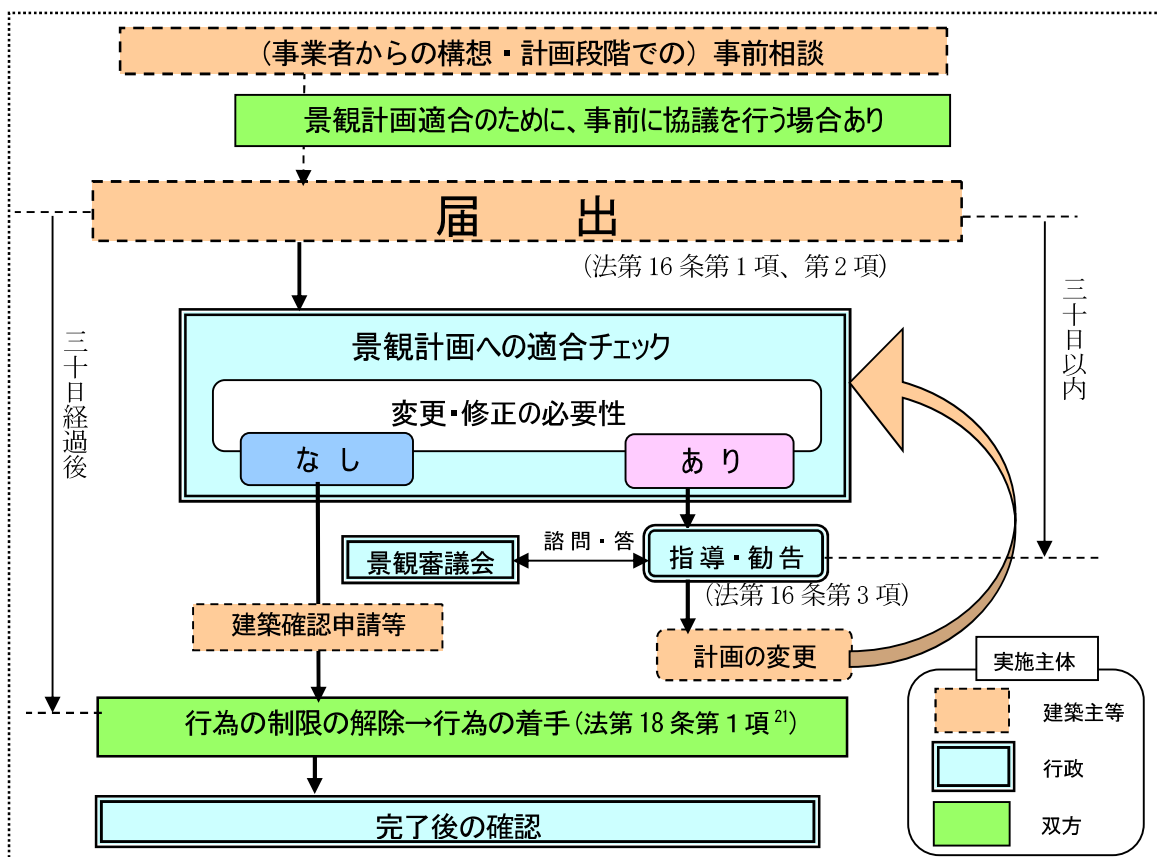 (事業者からの構想・計画段階での) 事前相談
景観計画適合のために、事前に協議を行う場合あり
届　出
(法第16条第1項、第2項)
三十日経過後
三十日以内
景観計画への適合チェック
変更・修正の必要性
なし
あり
景観審議会
諮問・答
指導・勧告
(法第16条第3項)
建築確認申請等
計画の変更
行為の制限の解除→行為の着手(法第18条第1項21)
完了後の確認
実施主体
建築主等
行政
双方